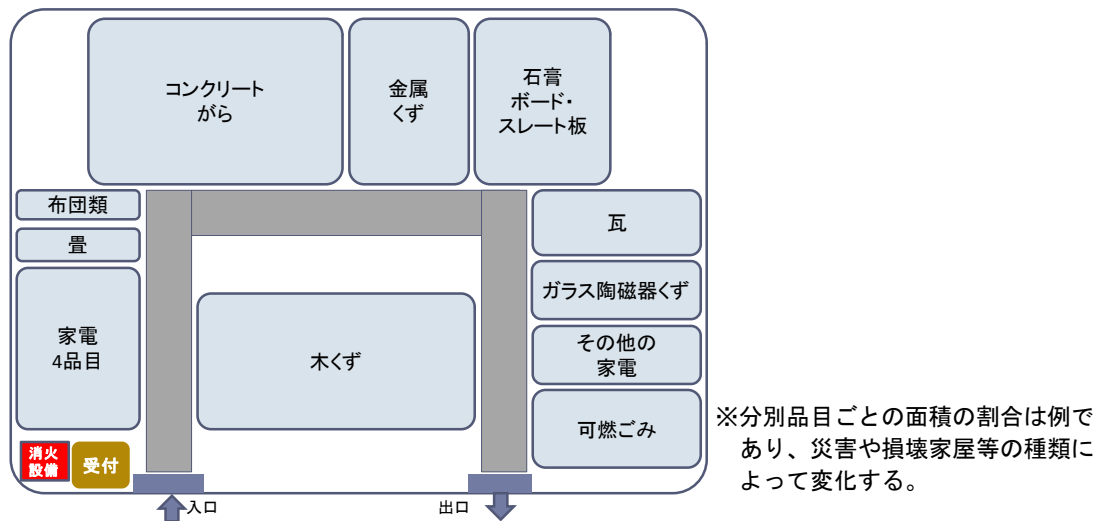 コンクリート
がら
金属
くず
石膏
ボード・
スレート板
布団類
畳
家電
4品目
木くず
瓦
ガラス陶磁器くず
その他の
家電
可燃ごみ
消火
設備
受付
入口
出口
※分別品目ごとの面積の割合は例で
あり、災害や損壊家屋等の種類に
よって変化する。